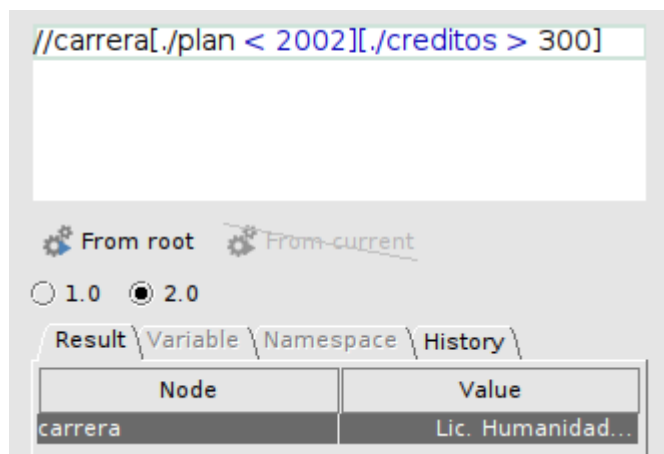 //carrera[./plan < 2002][./creditos > 300]
From root From current
1.0 2.0
Result Variable Namespace History
Node Value
carrera Lic. Humanidad...